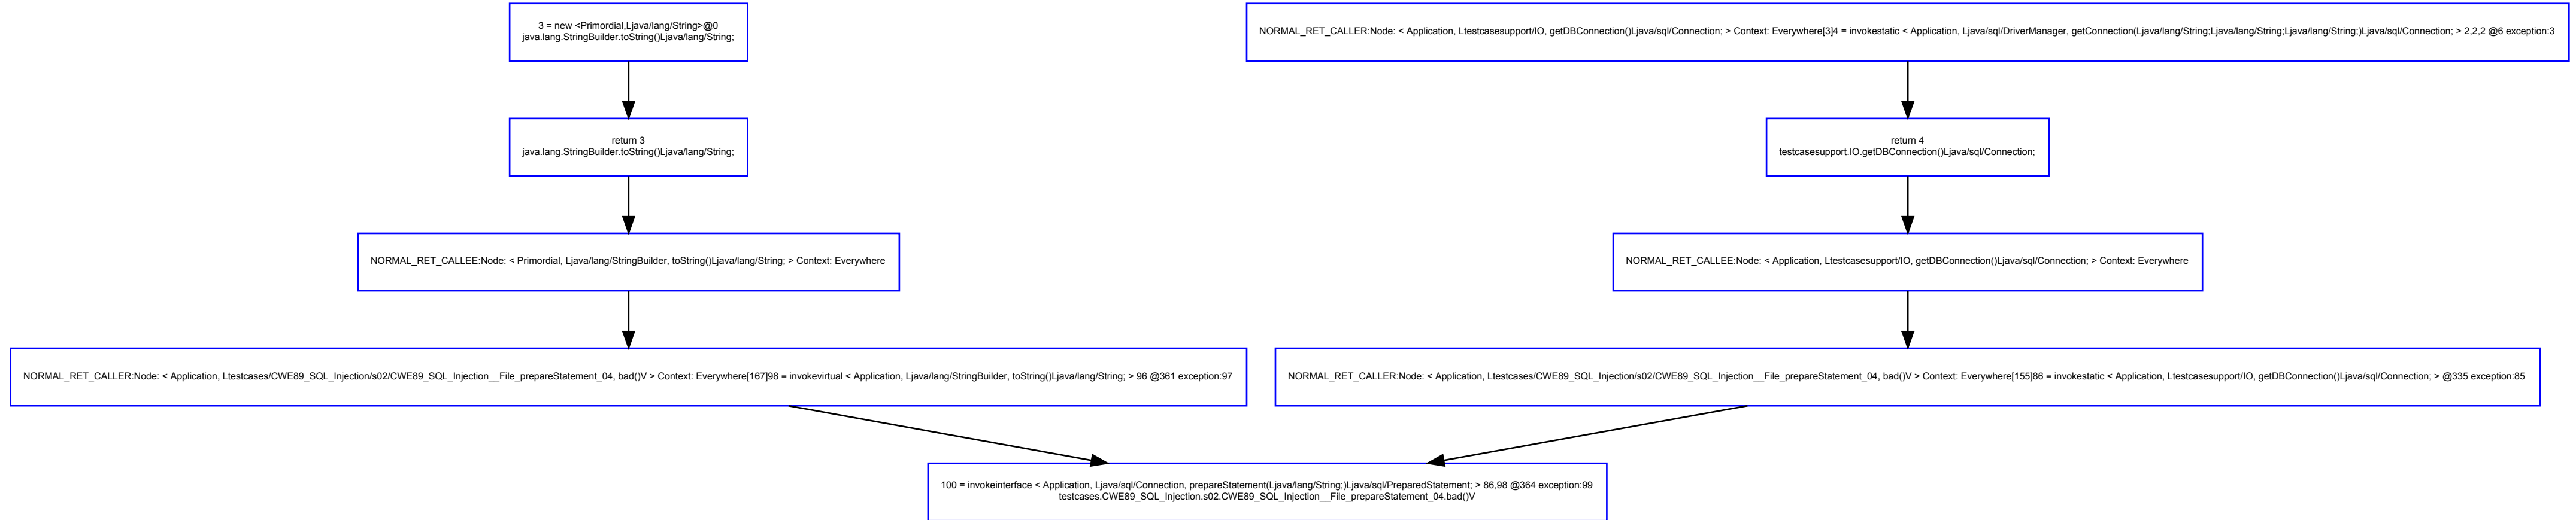 3 = new <Primordial,Ljava/lang/String>@0
java.lang.StringBuilder.toString()Ljava/lang/String;
NORMAL_RET_CALLER:Node: < Application, Ltestcasesupport/IO, getDBConnection()Ljava/sql/Connection; > Context: Everywhere[3]4 = invokestatic < Application, Ljava/sql/DriverManager, getConnection(Ljava/lang/String;Ljava/lang/String;Ljava/lang/String;)Ljava/sql/Connection; > 2,2,2 @6 exception:3
return 3
java.lang.StringBuilder.toString()Ljava/lang/String;
return 4
testcasesupport.IO.getDBConnection()Ljava/sql/Connection;
NORMAL_RET_CALLEE:Node: < Primordial, Ljava/lang/StringBuilder, toString()Ljava/lang/String; > Context: Everywhere
NORMAL_RET_CALLEE:Node: < Application, Ltestcasesupport/IO, getDBConnection()Ljava/sql/Connection; > Context: Everywhere
NORMAL_RET_CALLER:Node: < Application, Ltestcases/CWE89_SQL_Injection/s02/CWE89_SQL_Injection__File_prepareStatement_04, bad()V > Context: Everywhere[167]98 = invokevirtual < Application, Ljava/lang/StringBuilder, toString()Ljava/lang/String; > 96 @361 exception:97
NORMAL_RET_CALLER:Node: < Application, Ltestcases/CWE89_SQL_Injection/s02/CWE89_SQL_Injection__File_prepareStatement_04, bad()V > Context: Everywhere[155]86 = invokestatic < Application, Ltestcasesupport/IO, getDBConnection()Ljava/sql/Connection; > @335 exception:85
100 = invokeinterface < Application, Ljava/sql/Connection, prepareStatement(Ljava/lang/String;)Ljava/sql/PreparedStatement; > 86,98 @364 exception:99
testcases.CWE89_SQL_Injection.s02.CWE89_SQL_Injection__File_prepareStatement_04.bad()V